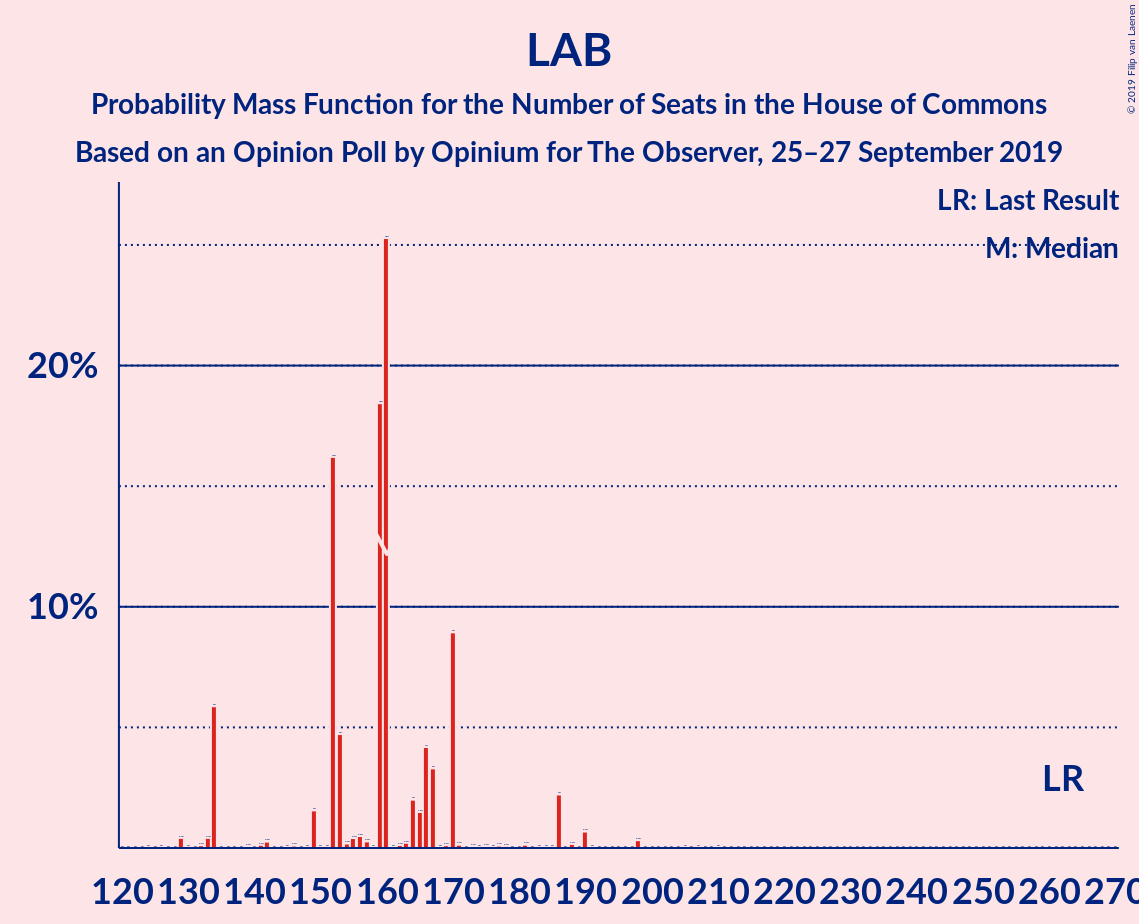 © 2019 Filip van Laenen
LAB
Probability Mass Function for the Number of Seats in the House of Commons
Based on an Opinion Poll by Opinium for The Observer, 25–27 September 2019
LR: Last Result
M: Median
20%
10%
LR
120 130 140 150 160 170 180 190 200 210 220 230 240 250 260 270